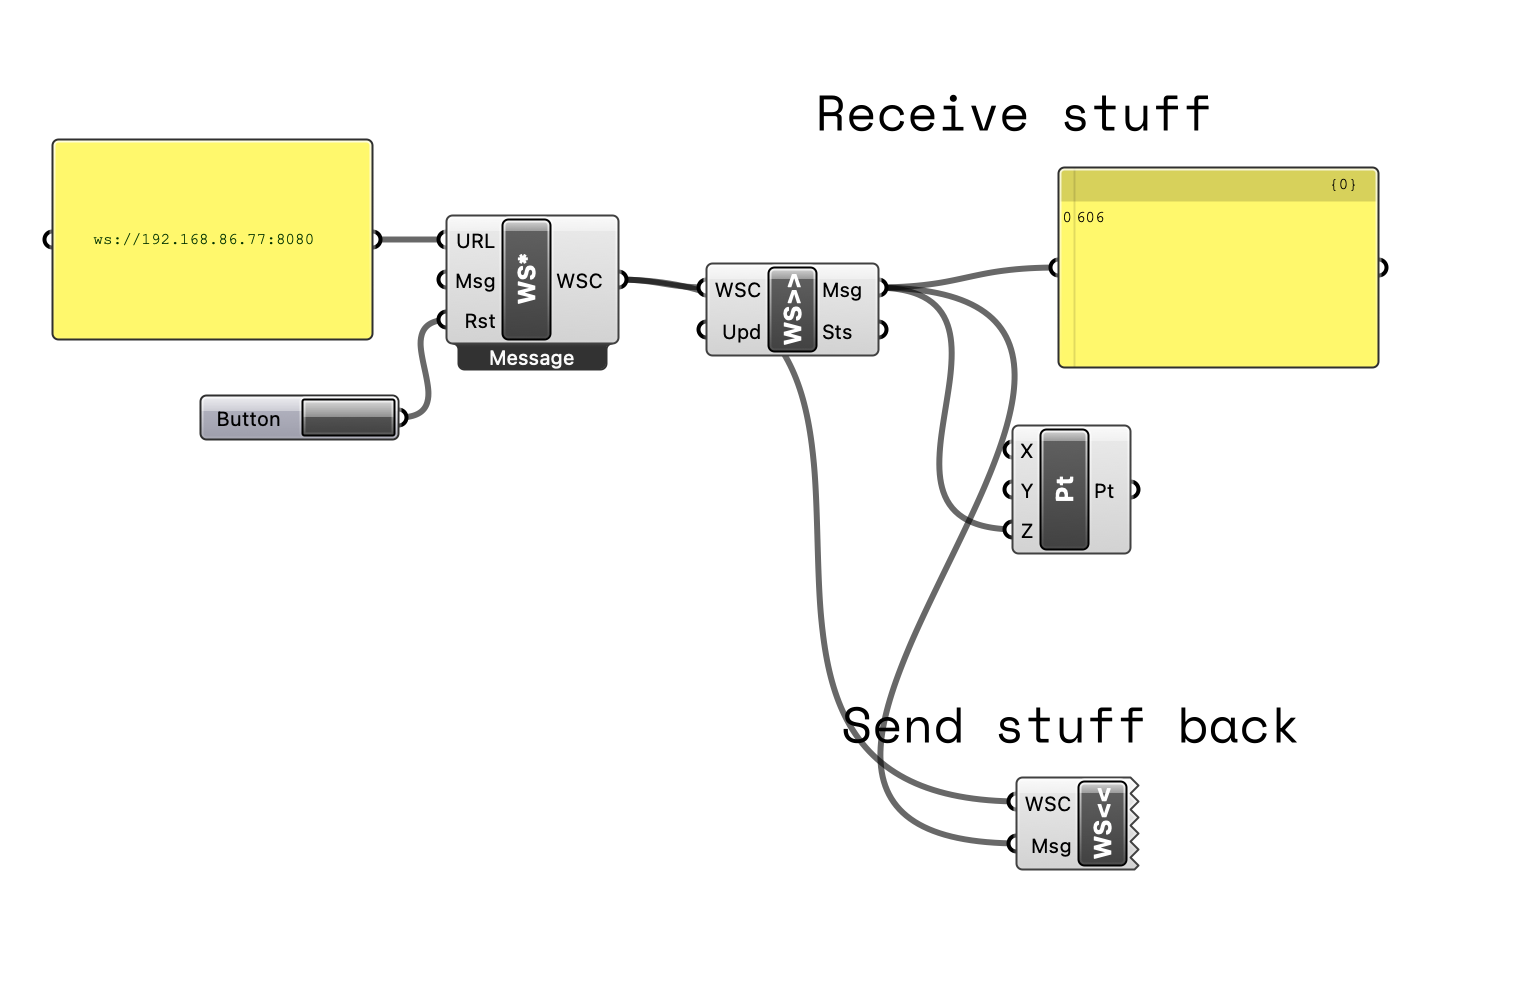 Receive stuff
ws://192.168.86.77:8080
URL
Msg
Rst
WS*
WSC
Message
Button
WSC
Upd
WS>>
Msg
Sts
{0}
0 606
X
Y
Z
Pt
Pt
Send stuff back
WSC
Msg
WS<<